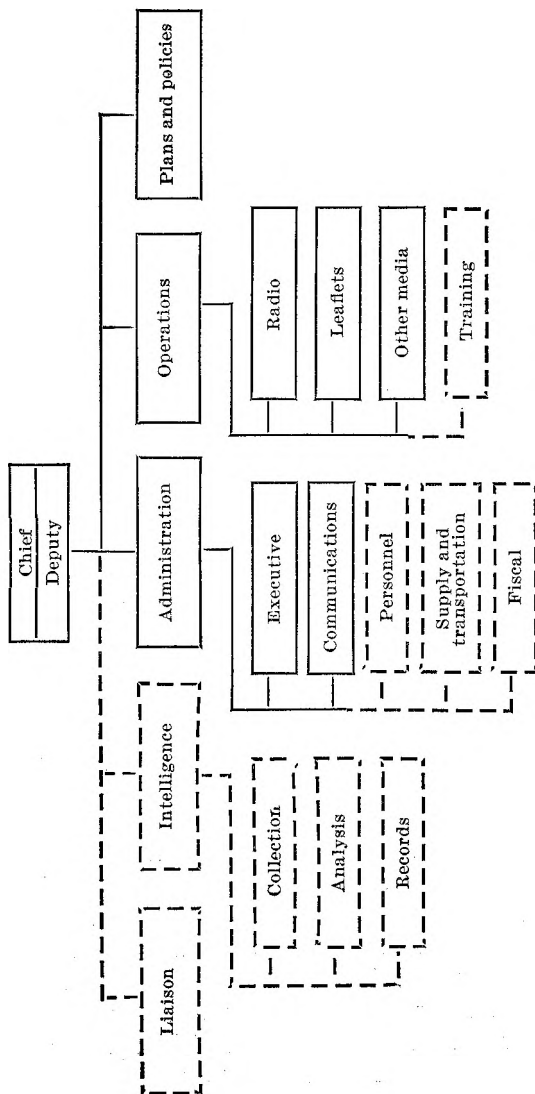 Chief
Deputy
Liaison
Intelligence
Administration
Operations
Plans and policies
Collection
Analysis
Records
Executive
Communications
Personnel
Supply and
transportation
Fiscal
Radio
Leaflets
Other media
Training